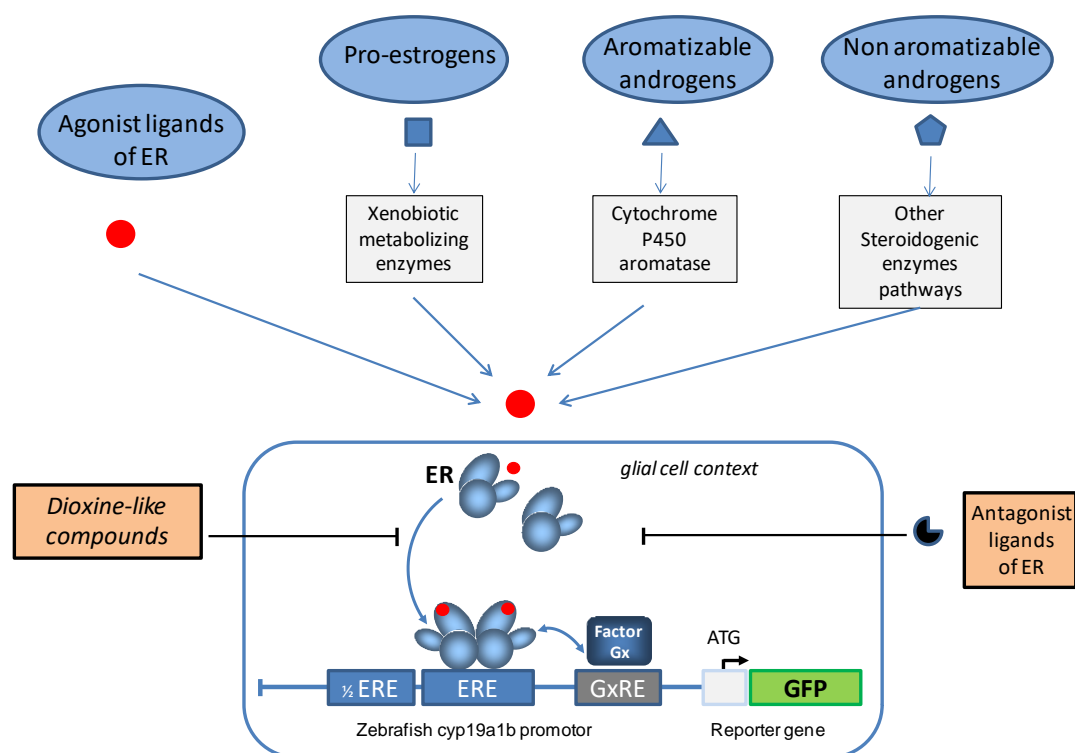 Pro-estrogens
Aromatizable
androgens
Non aromatizable
androgens
Agonist ligands
of ER
Xenobiotic
metabolizing
enzymes
Cytochrome
P450
aromatase
Other
Steroidogenic
enzymes
pathways
glial cell context
ER
Dioxine-like
compounds
Antagonist
ligands
of ER
Factor
Gx
ATG
½ ERE
ERE
GxRE
GFP
Zebrafish cyp19a1b promotor
Reporter gene